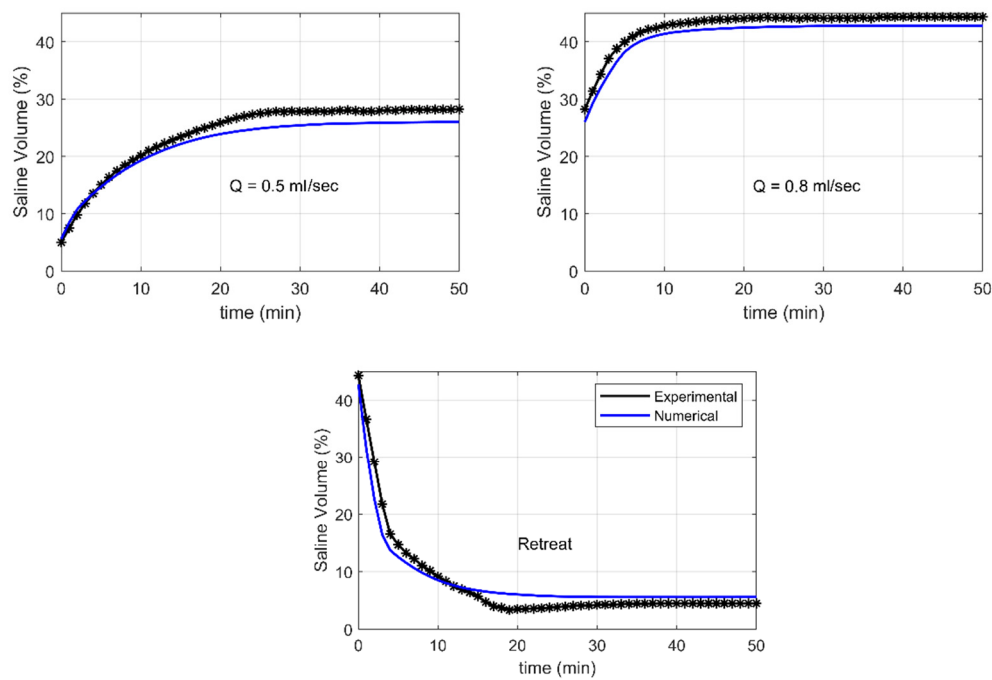 40
30
20
10
0
Saline Volume (%)
Q = 0.5 ml/sec
0 10 20 30 40 50
time (min)
40
30
20
10
0
Saline Volume (%)
Q = 0.8 ml/sec
0 10 20 30 40 50
time (min)
40
30
20
10
0
Saline Volume (%)
Experimental
Numerical
Retreat
0 10 20 30 40 50
time (min)